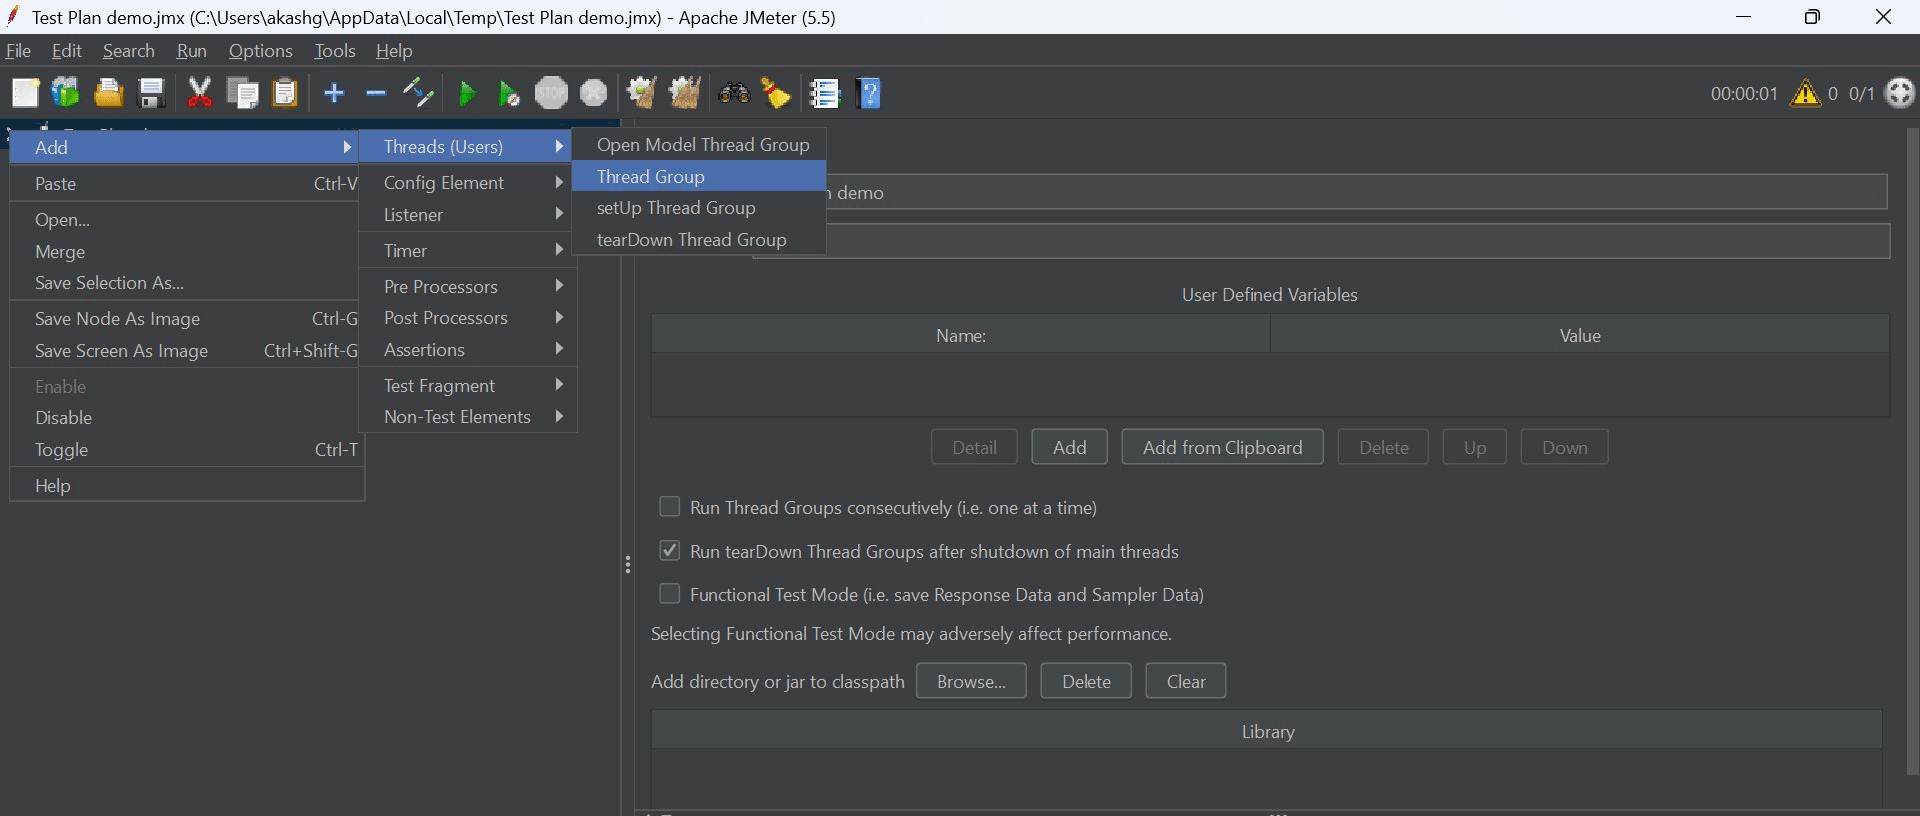 Test Plan demo.jmx (C:\Users\akashg\AppData\Local\Temp\Test Plan demo.jmx) - Apache JMeter (5.5)
File Edit Search Run Options Tools Help
STOP 00:00:01 0 0/1
Add
Paste Ctrl-V
Open...
Merge
Save Selection As...
Save Node As Image Ctrl-G
Save Screen As Image Ctrl+Shift-G
Enable
Disable
Toggle Ctrl-T
Help
Threads (Users)
Config Element
Listener
Timer
Pre Processors
Post Processors
Assertions
Test Fragment
Non-Test Elements
Open Model Thread Group
Thread Group
setUp Thread Group
tearDown Thread Group
demo
User Defined Variables
Name: Value
Detail Add Add from Clipboard Delete Up Down
Run Thread Groups consecutively (i.e. one at a time)
Run tearDown Thread Groups after shutdown of main threads
Functional Test Mode (i.e. save Response Data and Sampler Data)
Selecting Functional Test Mode may adversely affect performance.
Add directory or jar to classpath Browse... Delete Clear
Library